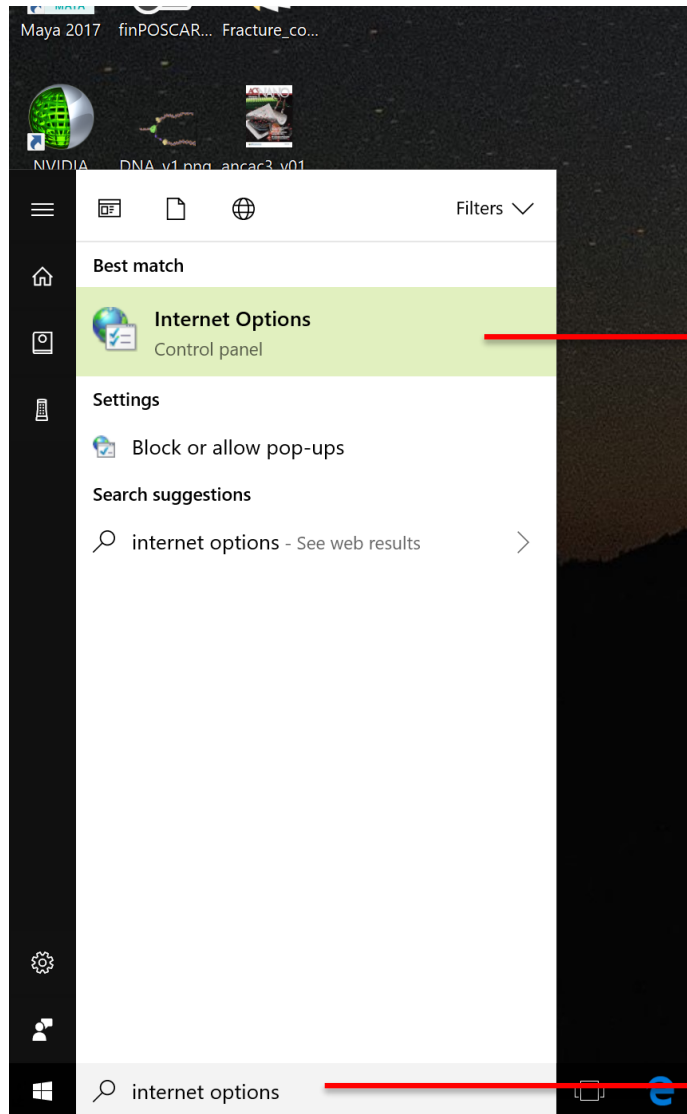 MAYA
Maya 2017 finPOSCAR... Fracture_co...
NVIDIA DNA_v1.png ancac3_v01
Filters
Best match
Internet Options
Control panel
Settings
Block or allow pop-ups
Search suggestions
internet options - See web results
internet options